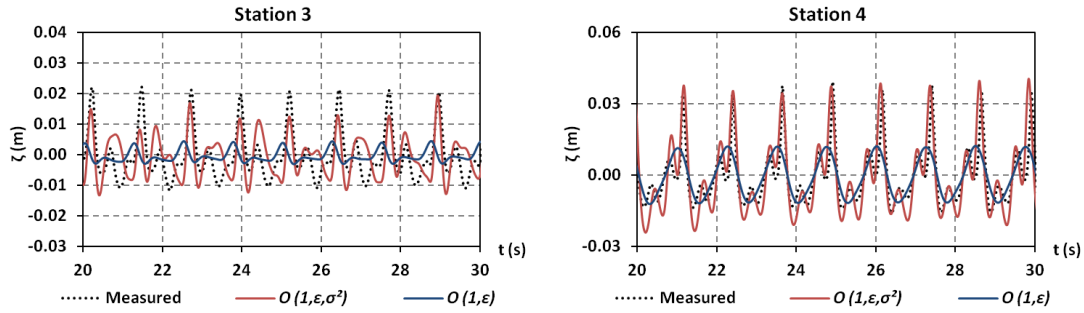 Station 3
0.04
0.03
0.02
0.01
0.00
-0.01
-0.02
-0.03
ζ (m)
20 22 24 26 28 30
t (s)
Measured O (1,ε,σ²) O (1,ε)
Station 4
0.06
0.03
0.00
-0.03
ζ (m)
20 22 24 26 28 30
t (s)
Measured O (1,ε,σ²) O (1,ε)